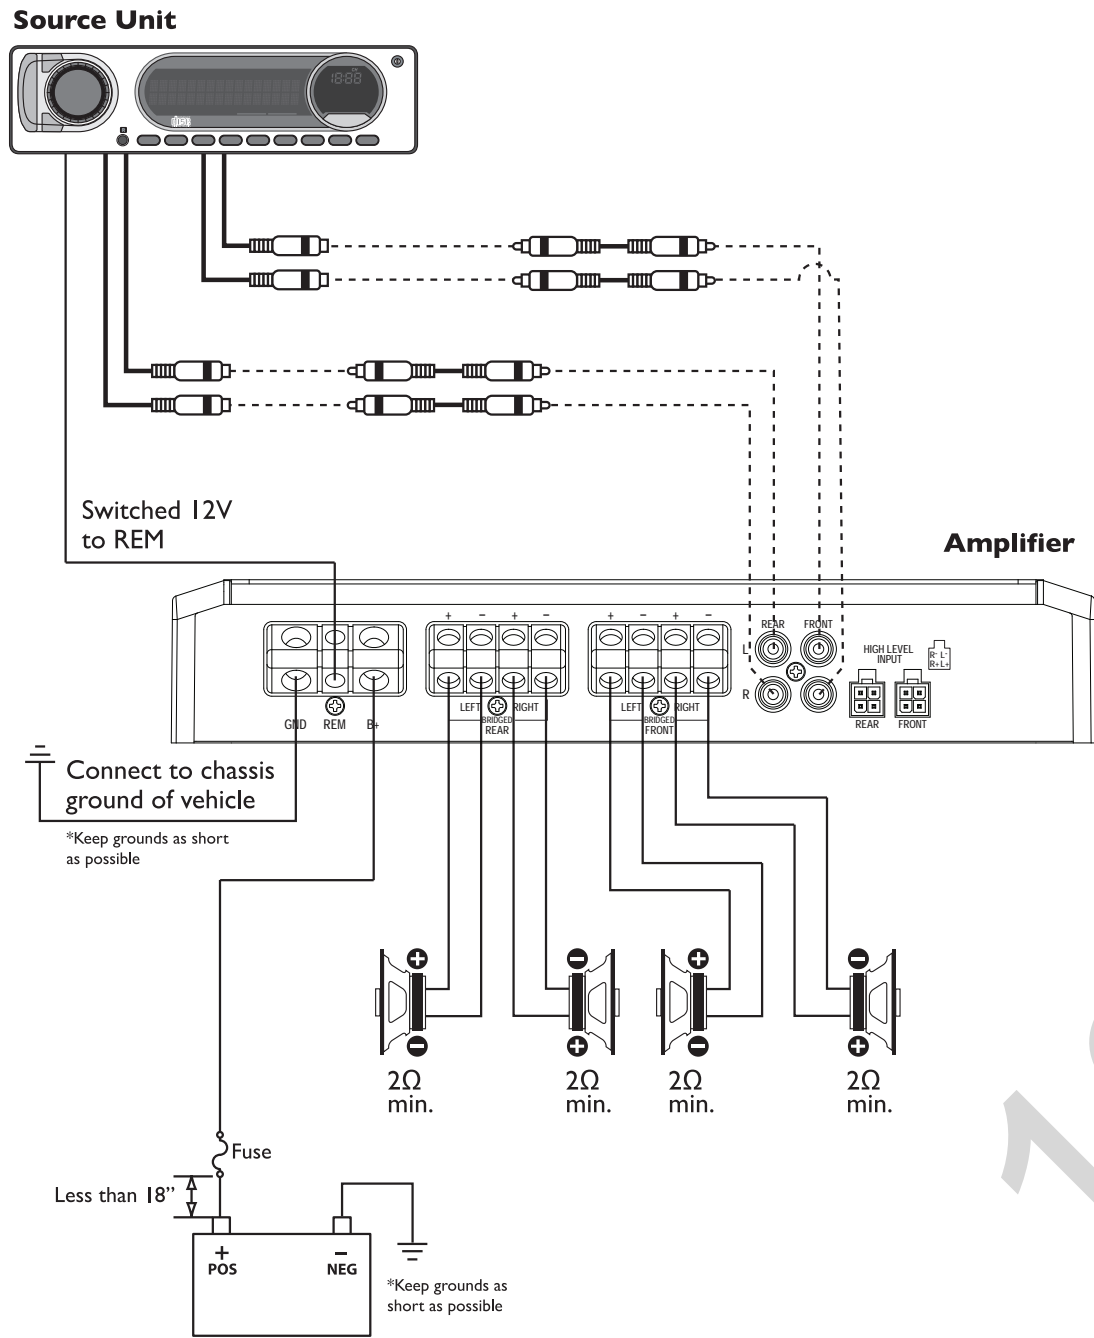 Source Unit
18:88
disc
Switched 12V
to REM
Amplifier
+ − + −
+ − + −
REAR FRONT
L
R
HIGH LEVEL
INPUT
R- L-
R+ L+
REAR FRONT
GND REM B+
LEFT RIGHT
BRIDGED
REAR
LEFT RIGHT
BRIDGED
FRONT
Connect to chassis
ground of vehicle
*Keep grounds as short
as possible
+ − + −
− + − +
2Ω
min.
2Ω
min.
2Ω
min.
2Ω
min.
Fuse
Less than 18”
+
POS
−
NEG
*Keep grounds as
short as possible